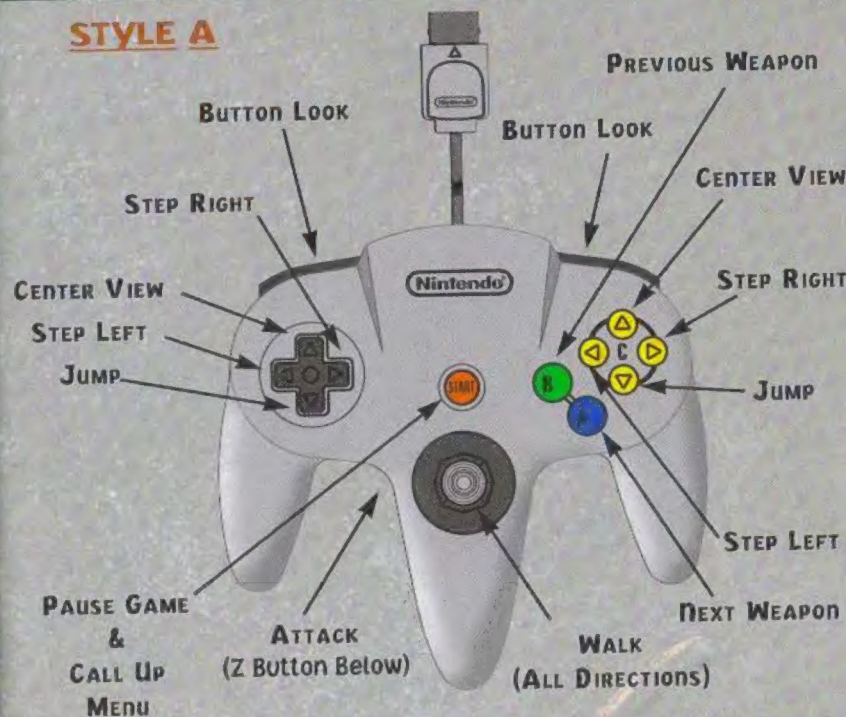 STYLE A
PREVIOUS WEAPON
BUTTON LOOK
BUTTON LOOK
CENTER VIEW
STEP RIGHT
STEP RIGHT
CENTER VIEW
STEP LEFT
JUMP
JUMP
Nintendo
Nintendo
START
B
A
C
STEP LEFT
NEXT WEAPON
PAUSE GAME
&
CALL UP
MENU
ATTACK
(Z BUTTON BELOW)
WALK
(ALL DIRECTIONS)